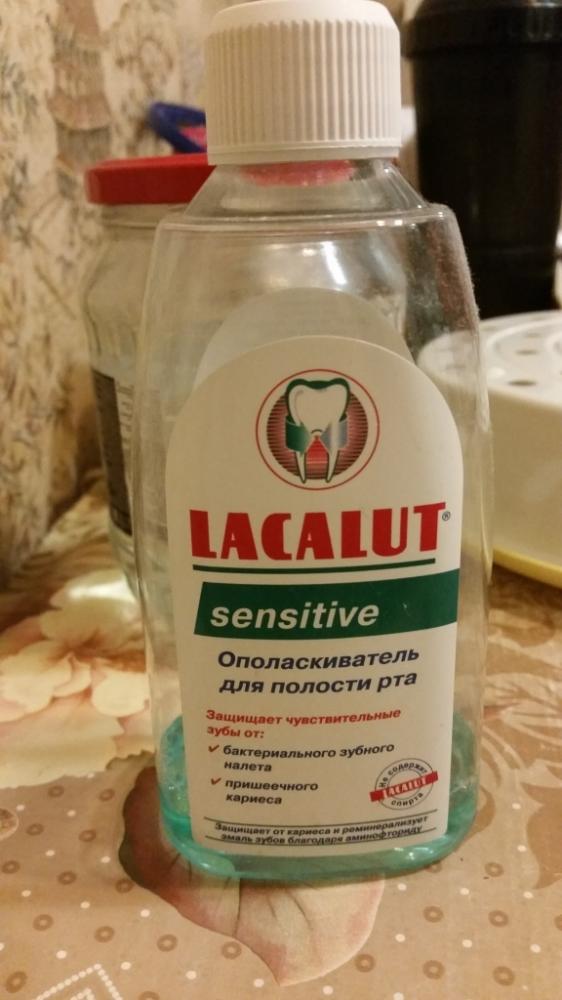 LACALUT®
sensitive
Ополаскиватель
для полости рта
Защищает чувствительные
зубы от:
бактериального зубного
налета
пришеечного
кариеса
Не содержит
LACALUT
спирта
Защищает от кариеса и реминерализует
эмаль зубов благодаря аминофториду